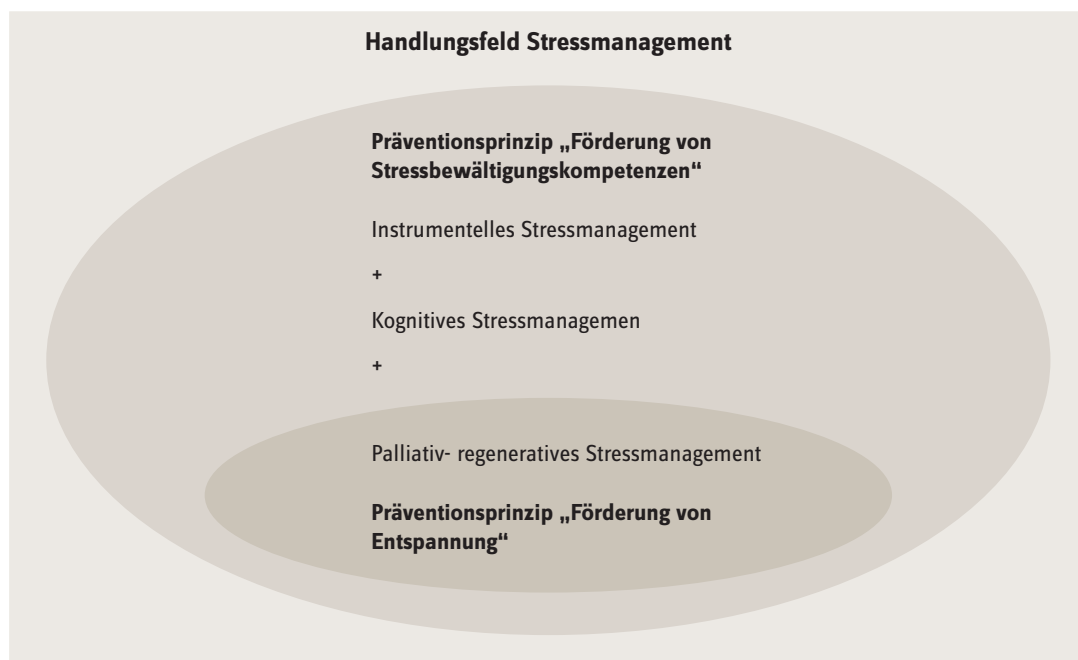 Handlungsfeld Stressmanagement
Präventionsprinzip „Förderung von
Stressbewältigungskompetenzen“
Instrumentelles Stressmanagement
+
Kognitives Stressmanagemen
+
Palliativ- regeneratives Stressmanagement
Präventionsprinzip „Förderung von
Entspannung“